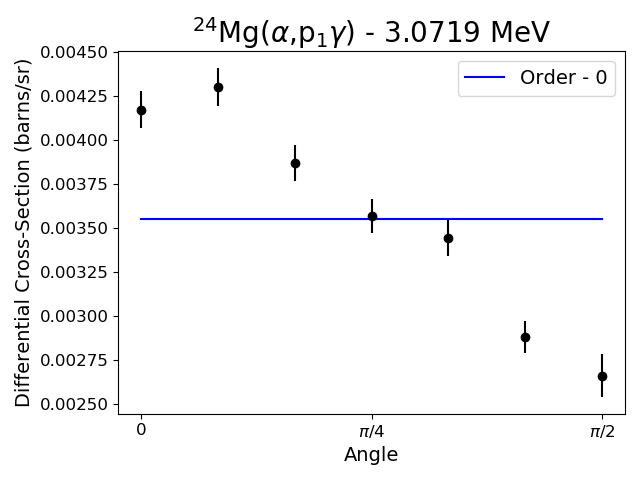 ²⁴Mg(α,p₁γ) - 3.0719 MeV
Order - 0
Differential Cross-Section (barns/sr)
0.00450
0.00425
0.00400
0.00375
0.00350
0.00325
0.00300
0.00275
0.00250
0 π/4 π/2
Angle